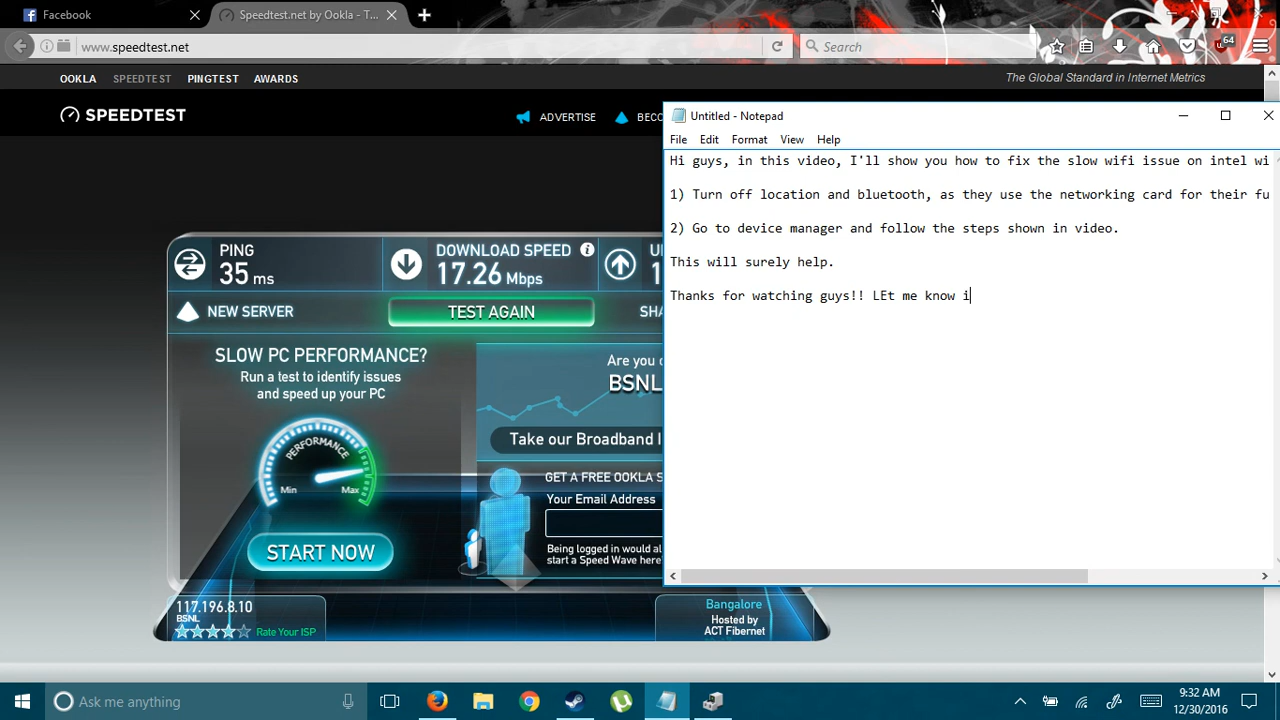 Facebook
Speedtest.net by Ookla - T...
www.speedtest.net
Search
64
OOKLA SPEEDTEST PINGTEST AWARDS
The Global Standard in Internet Metrics
SPEEDTEST
ADVERTISE
BECO
Untitled - Notepad
File Edit Format View Help
Hi guys, in this video, I'll show you how to fix the slow wifi issue on intel wi
1) Turn off location and bluetooth, as they use the networking card for their fu
2) Go to device manager and follow the steps shown in video.
This will surely help.
Thanks for watching guys!! LEt me know i
PING
35 ms
DOWNLOAD SPEED
17.26 Mbps
U
1
NEW SERVER
TEST AGAIN
SHA
SLOW PC PERFORMANCE?
Run a test to identify issues
and speed up your PC
PERFORMANCE
Min Max
START NOW
Are you o
BSNL
Take our Broadband I
GET A FREE OOKLA S
Your Email Address
Being logged in would al
start a Speed Wave here
117.196.8.10
BSNL
Rate Your ISP
Bangalore
Hosted by
ACT Fibernet
Ask me anything
9:32 AM
12/30/2016